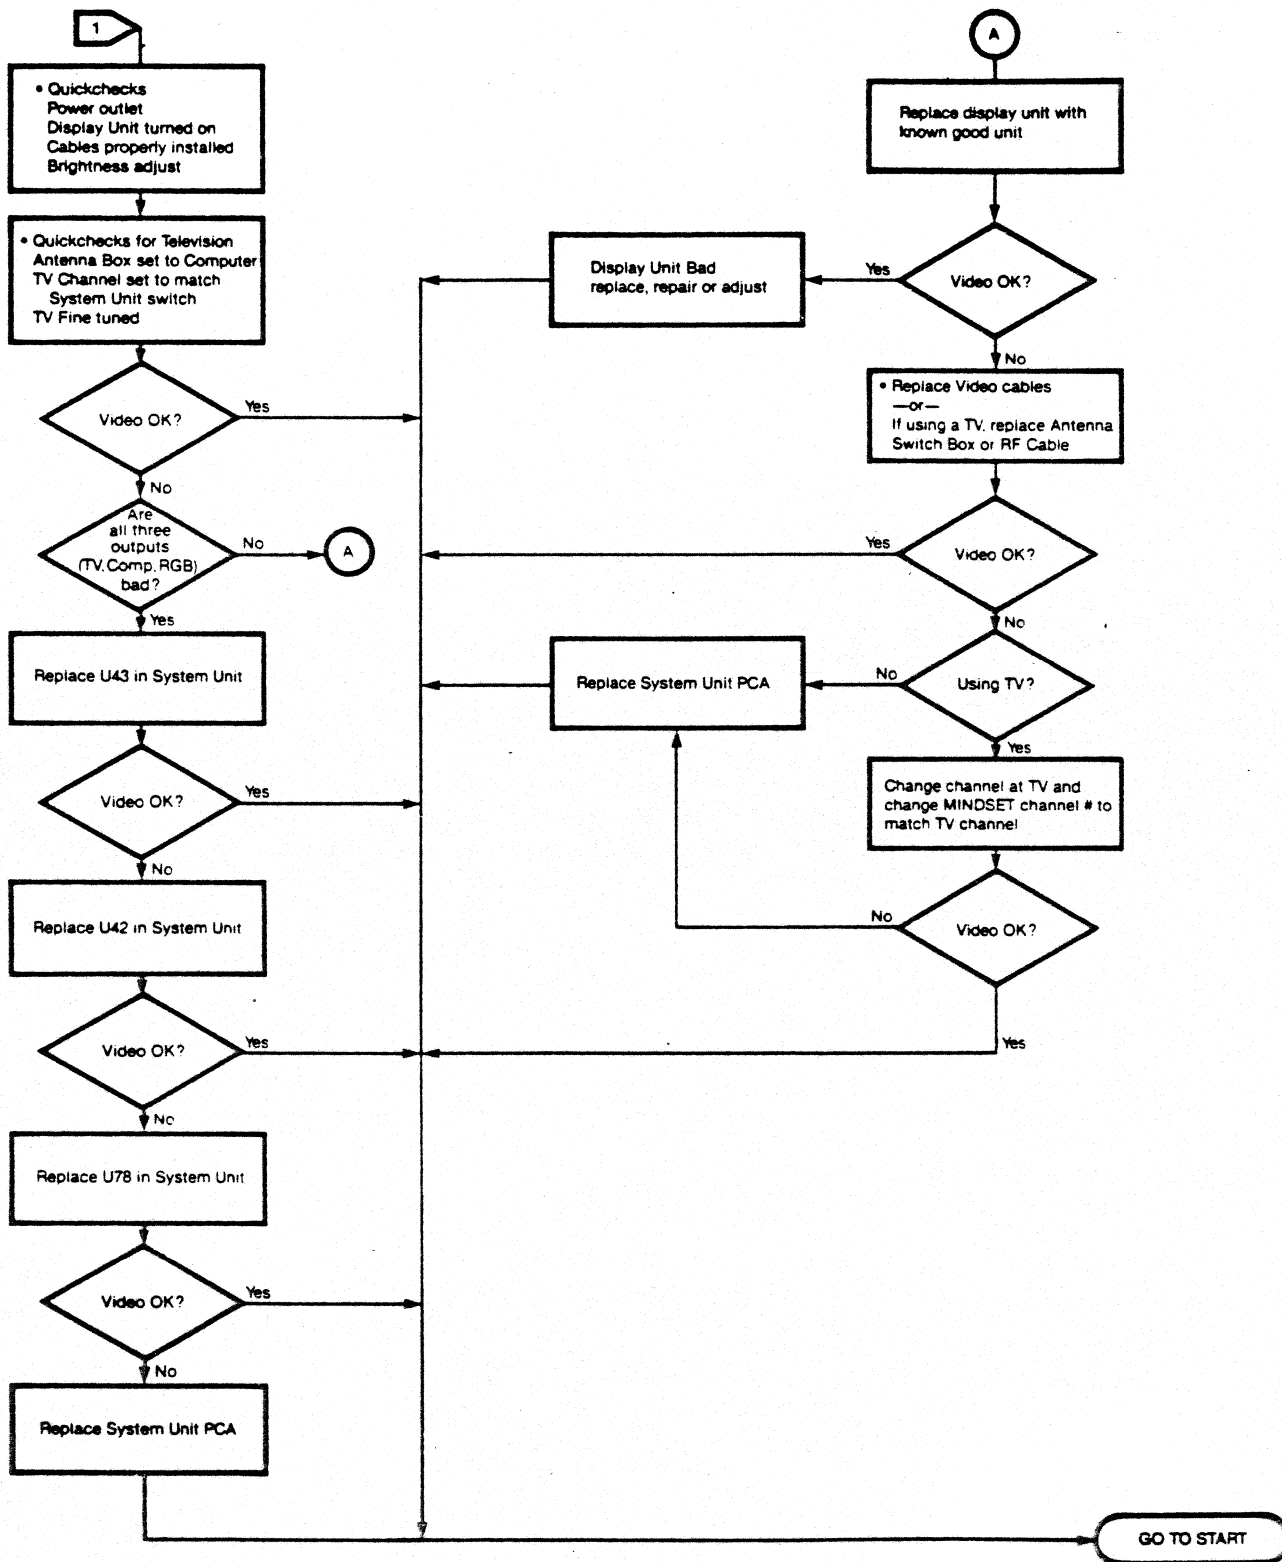 1
• Quickchecks
Power outlet
Display Unit turned on
Cables properly installed
Brightness adjust
• Quickchecks for Television
Antenna Box set to Computer
TV Channel set to match
System Unit switch
TV Fine tuned
Video OK?
Yes
No
Are
all three
outputs
(TV, Comp, RGB)
bad?
No
A
Yes
Replace U43 in System Unit
Video OK?
Yes
No
Replace U42 in System Unit
Video OK?
Yes
No
Replace U78 in System Unit
Video OK?
Yes
No
Replace System Unit PCA
A
Replace display unit with
known good unit
Video OK?
Yes
Display Unit Bad
replace, repair or adjust
No
• Replace Video cables
—or—
If using a TV, replace Antenna
Switch Box or RF Cable
Video OK?
Yes
No
Using TV?
No
Replace System Unit PCA
Yes
Change channel at TV and
change MINDSET channel # to
match TV channel
Video OK?
No
Yes
GO TO START